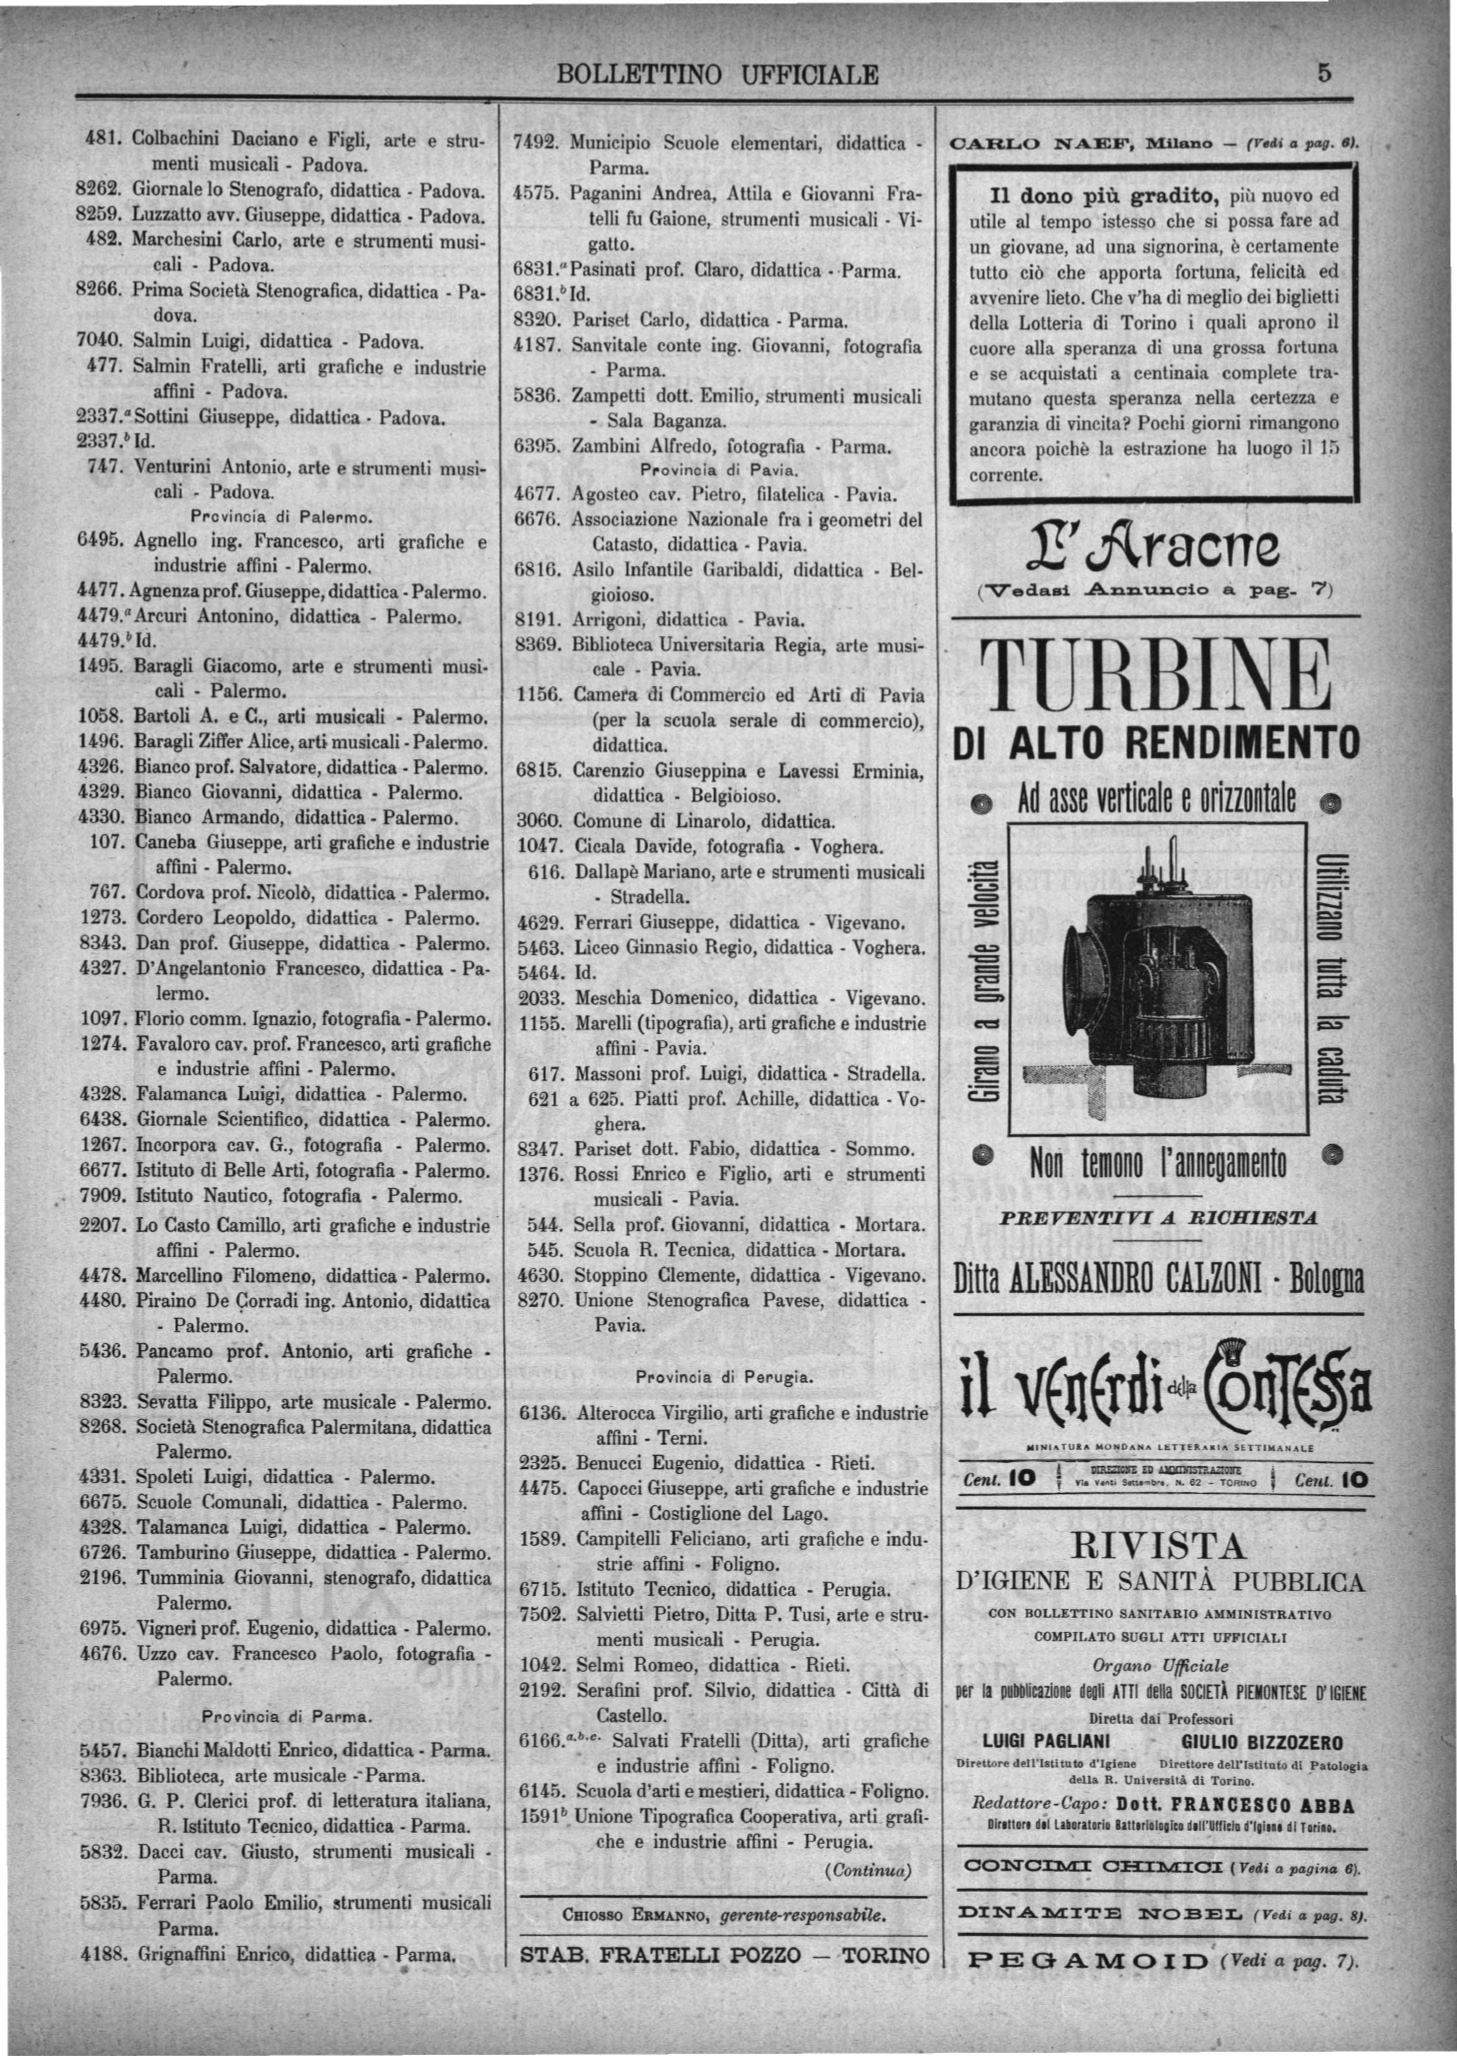 BOLLETTINO UFFICIALE
5
481. Colbachini Daciano e Figli, arte e stru-
menti musicali - Padova.
8262. Giornale lo Stenografo, didattica - Padova.
8259. Luzzatto avv. Giuseppe, didattica - Padova.
482. Marchesini Carlo, arte e strumenti musi-
cali - Padova.
8266. Prima Società Stenografica, didattica - Pa-
dova.
7040. Salmin Luigi, didattica - Padova.
477. Salmin Fratelli, arti grafiche e industrie
affini - Padova.
2337.a Sottini Giuseppe, didattica - Padova.
2337.b Id.
747. Venturini Antonio, arte e strumenti musi-
cali - Padova.
Provincia di Palermo.
6495. Agnello ing. Francesco, arti grafiche e
industrie affini - Palermo.
4477. Agnenza prof. Giuseppe, didattica - Palermo.
4479.a Arcuri Antonino, didattica - Palermo.
4479.b Id.
1495. Baragli Giacomo, arte e strumenti musi-
cali - Palermo.
1058. Bartoli A. e C., arti musicali - Palermo.
1496. Baragli Ziffer Alice, arti musicali - Palermo.
4326. Bianco prof. Salvatore, didattica - Palermo.
4329. Bianco Giovanni, didattica - Palermo.
4330. Bianco Armando, didattica - Palermo.
107. Caneba Giuseppe, arti grafiche e industrie
affini - Palermo.
767. Cordova prof. Nicolò, didattica - Palermo.
1273. Cordero Leopoldo, didattica - Palermo.
8343. Dan prof. Giuseppe, didattica - Palermo.
4327. D'Angelantonio Francesco, didattica - Pa-
lermo.
1097. Florio comm. Ignazio, fotografia - Palermo.
1274. Favaloro cav. prof. Francesco, arti grafiche
e industrie affini - Palermo.
4328. Falamanca Luigi, didattica - Palermo.
6438. Giornale Scientifico, didattica - Palermo.
1267. Incorpora cav. G., fotografia - Palermo.
6677. Istituto di Belle Arti, fotografia - Palermo.
7909. Istituto Nautico, fotografia - Palermo.
2207. Lo Casto Camillo, arti grafiche e industrie
affini - Palermo.
4478. Marcellino Filomeno, didattica - Palermo.
4480. Piraino De Corradi ing. Antonio, didattica
- Palermo.
5436. Pancamo prof. Antonio, arti grafiche -
Palermo.
8323. Sevatta Filippo, arte musicale - Palermo.
8268. Società Stenografica Palermitana, didattica
Palermo.
4331. Spoleti Luigi, didattica - Palermo.
6675. Scuole Comunali, didattica - Palermo.
4328. Talamanca Luigi, didattica - Palermo.
6726. Tamburino Giuseppe, didattica - Palermo.
2196. Tumminia Giovanni, stenografo, didattica
Palermo.
6975. Vigneri prof. Eugenio, didattica - Palermo.
4676. Uzzo cav. Francesco Paolo, fotografia -
Palermo.
Provincia di Parma.
5457. Bianchi Maldotti Enrico, didattica - Parma.
8363. Biblioteca, arte musicale - Parma.
7936. G. P. Clerici prof. di letteratura italiana,
R. Istituto Tecnico, didattica - Parma.
5832. Dacci cav. Giusto, strumenti musicali -
Parma.
5835. Ferrari Paolo Emilio, strumenti musicali
Parma.
4188. Grignaffini Enrico, didattica - Parma.
7492. Municipio Scuole elementari, didattica -
Parma.
4575. Paganini Andrea, Attila e Giovanni Fra-
telli fu Gaione, strumenti musicali - Vi-
gatto.
6831.a Pasinati prof. Claro, didattica - Parma.
6831.b Id.
8320. Pariset Carlo, didattica - Parma.
4187. Sanvitale conte ing. Giovanni, fotografia
- Parma.
5836. Zampetti dott. Emilio, strumenti musicali
- Sala Baganza.
6395. Zambini Alfredo, fotografia - Parma.
Provincia di Pavia.
4677. Agosteo cav. Pietro, filatelica - Pavia.
6676. Associazione Nazionale fra i geometri del
Catasto, didattica - Pavia.
6816. Asilo Infantile Garibaldi, didattica - Bel-
gioioso.
8191. Arrigoni, didattica - Pavia.
8369. Biblioteca Universitaria Regia, arte musi-
cale - Pavia.
1156. Camera di Commercio ed Arti di Pavia
(per la scuola serale di commercio),
didattica.
6815. Carenzio Giuseppina e Lavessi Erminia,
didattica - Belgioioso.
3060. Comune di Linarolo, didattica.
1047. Cicala Davide, fotografia - Voghera.
616. Dallapè Mariano, arte e strumenti musicali
- Stradella.
4629. Ferrari Giuseppe, didattica - Vigevano.
5463. Liceo Ginnasio Regio, didattica - Voghera.
5464. Id.
2033. Meschia Domenico, didattica - Vigevano.
1155. Marelli (tipografia), arti grafiche e industrie
affini - Pavia.
617. Massoni prof. Luigi, didattica - Stradella.
621 a 625. Piatti prof. Achille, didattica - Vo-
ghera.
8347. Pariset dott. Fabio, didattica - Sommo.
1376. Rossi Enrico e Figlio, arti e strumenti
musicali - Pavia.
544. Sella prof. Giovanni, didattica - Mortara.
545. Scuola R. Tecnica, didattica - Mortara.
4630. Stoppino Clemente, didattica - Vigevano.
8270. Unione Stenografica Pavese, didattica -
Pavia.
Provincia di Perugia.
6136. Alterocca Virgilio, arti grafiche e industrie
affini - Terni.
2325. Benucci Eugenio, didattica - Rieti.
4475. Capocci Giuseppe, arti grafiche e industrie
affini - Costiglione del Lago.
1589. Campitelli Feliciano, arti grafiche e indu-
strie affini - Foligno.
6715. Istituto Tecnico, didattica - Perugia.
7502. Salvietti Pietro, Ditta P. Tusi, arte e stru-
menti musicali - Perugia.
1042. Selmi Romeo, didattica - Rieti.
2192. Serafini prof. Silvio, didattica - Città di
Castello.
6166.a.b.c. Salvati Fratelli (Ditta), arti grafiche
e industrie affini - Foligno.
6145. Scuola d'arti e mestieri, didattica - Foligno.
1591b Unione Tipografica Cooperativa, arti grafi-
che e industrie affini - Perugia.
(Continua)
CHIOSSO ERMANNO, gerente-responsabile.
STAB. FRATELLI POZZO — TORINO
CARLO NAEF, Milano — (Vedi a pag. 6).
Il dono più gradito, più nuovo ed
utile al tempo istesso che si possa fare ad
un giovane, ad una signorina, è certamente
tutto ciò che apporta fortuna, felicità ed
avvenire lieto. Che v'ha di meglio dei biglietti
della Lotteria di Torino i quali aprono il
cuore alla speranza di una grossa fortuna
e se acquistati a centinaia complete tra-
mutano questa speranza nella certezza e
garanzia di vincita? Pochi giorni rimangono
ancora poichè la estrazione ha luogo il 15
corrente.
L'Aracne
(Vedasi Annuncio a pag. 7)
TURBINE
DI ALTO RENDIMENTO
Ad asse verticale e orizzontale
Girano a grande velocità
Utilizzano tutta la caduta
Non temono l'annegamento
PREVENTIVI A RICHIESTA
Ditta ALESSANDRO CALZONI - Bologna
il venerdi della Contessa
MINIATURA MONDANA LETTERARIA SETTIMANALE
Cent. 10
DIREZIONE ED AMMINISTRAZIONE
Via Venti Settembre, N. 62 - TORINO
Cent. 10
RIVISTA
D'IGIENE E SANITÀ PUBBLICA
CON BOLLETTINO SANITARIO AMMINISTRATIVO
COMPILATO SUGLI ATTI UFFICIALI
Organo Ufficiale
per la pubblicazione degli ATTI della SOCIETÀ PIEMONTESE D'IGIENE
Diretta dai Professori
LUIGI PAGLIANI GIULIO BIZZOZERO
Direttore dell'Istituto d'Igiene Direttore dell'Istituto di Patologia
della R. Università di Torino.
Redattore-Capo: Dott. FRANCESCO ABBA
Direttore del Laboratorio Batteriologico dell'Ufficio d'Igiene di Torino.
CONCIMI CHIMICI (Vedi a pagina 6).
DINAMITE NOBEL (Vedi a pag. 8).
PEGAMOID (Vedi a pag. 7).